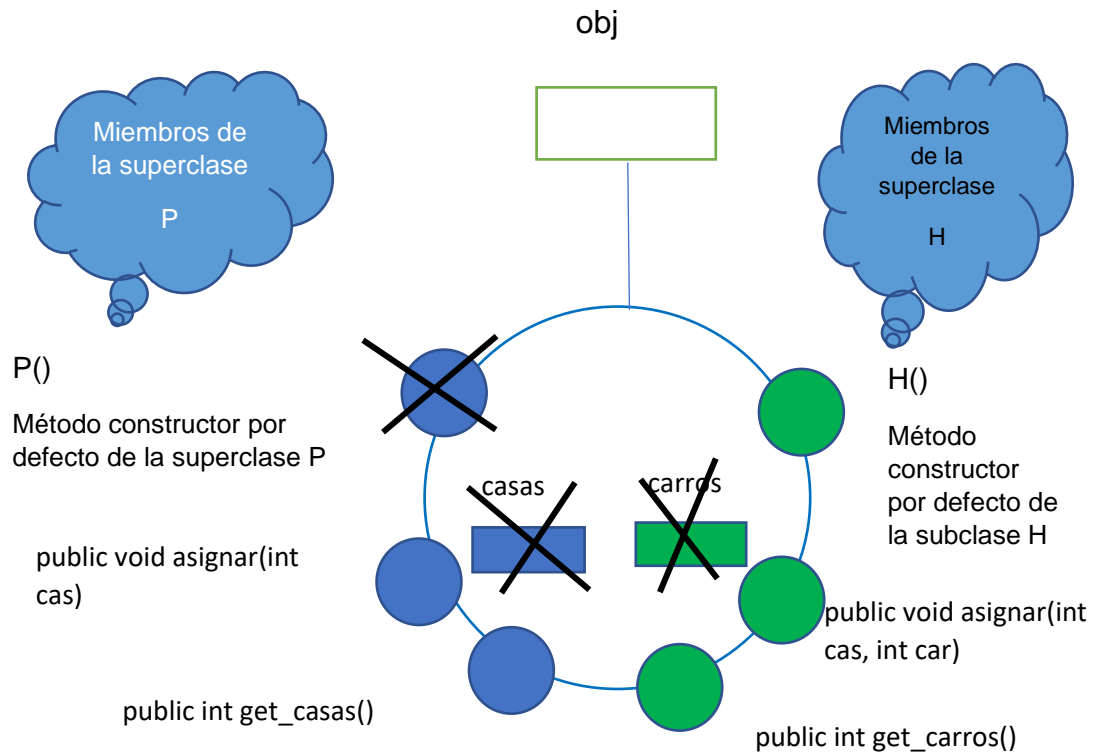 obj
Miembros de
la superclase
P
Miembros
de la
superclase
H
P()
Método constructor por
defecto de la superclase P
H()
Método
constructor
por defecto de
la subclase H
casas
carros
public void asignar(int
cas)
public void asignar(int
cas, int car)
public int get_casas()
public int get_carros()